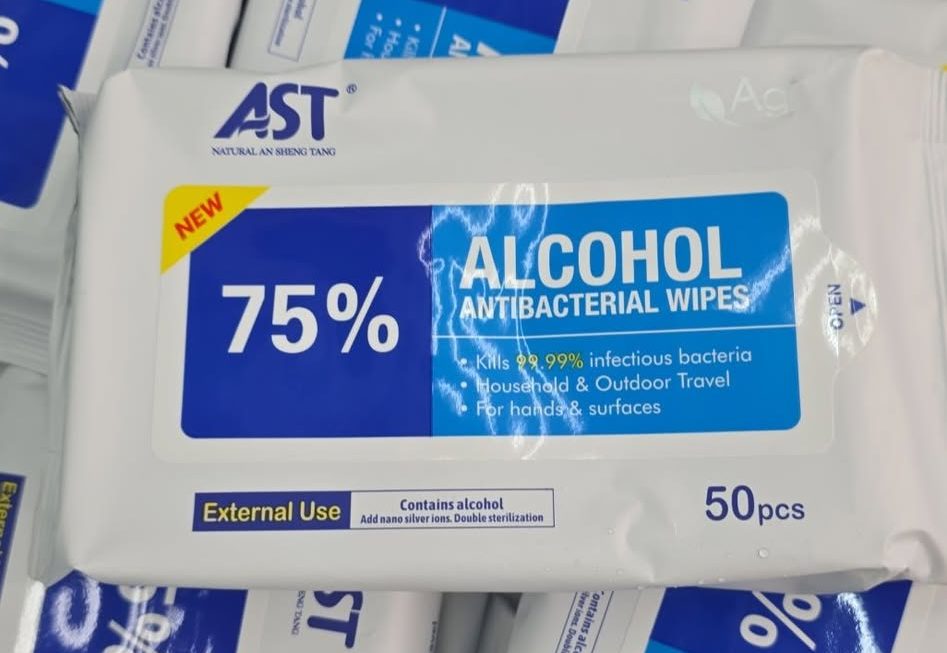 AST®
NATURAL AN SHENG TANG
NEW
75%
ALCOHOL
ANTIBACTERIAL WIPES
• Kills 99.99% infectious bacteria
• Household & Outdoor Travel
• For hands & surfaces
OPEN
External Use
Contains alcohol
Add nano silver ions. Double sterilization
50pcs